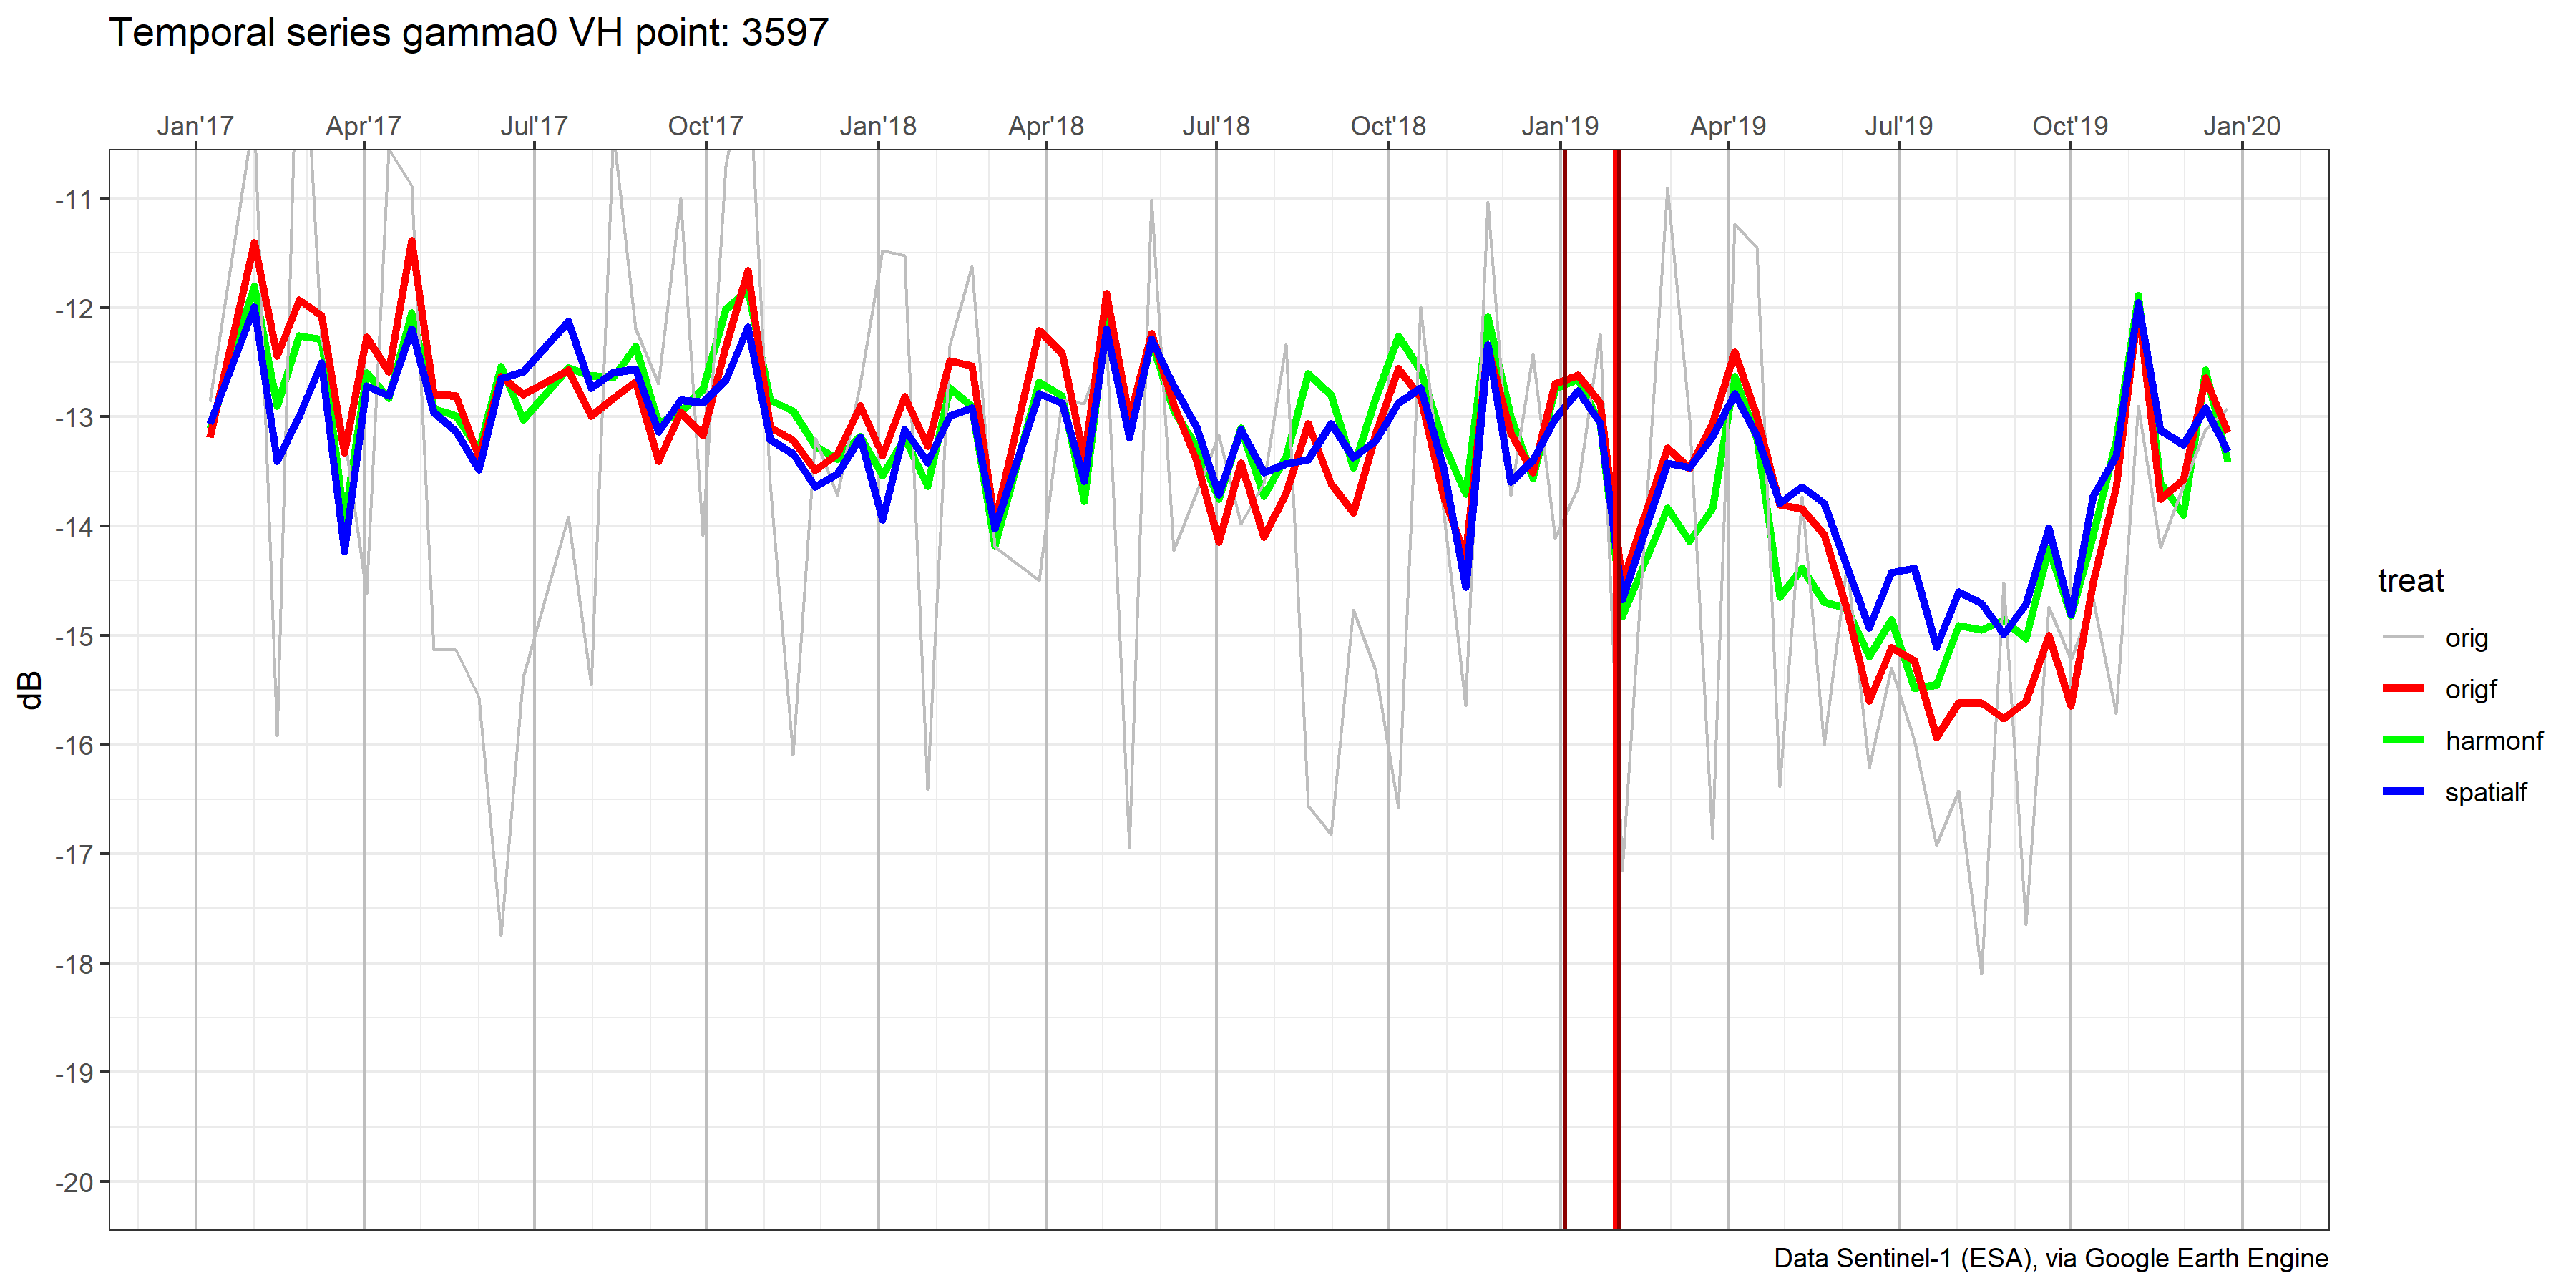 Temporal series gamma0 VH point: 3597
Jan'17 Apr'17 Jul'17 Oct'17 Jan'18 Apr'18 Jul'18 Oct'18 Jan'19 Apr'19 Jul'19 Oct'19 Jan'20
-11
-12
-13
-14
-15
-16
-17
-18
-19
-20
dB
treat
orig
origf
harmonf
spatialf
Data Sentinel-1 (ESA), via Google Earth Engine